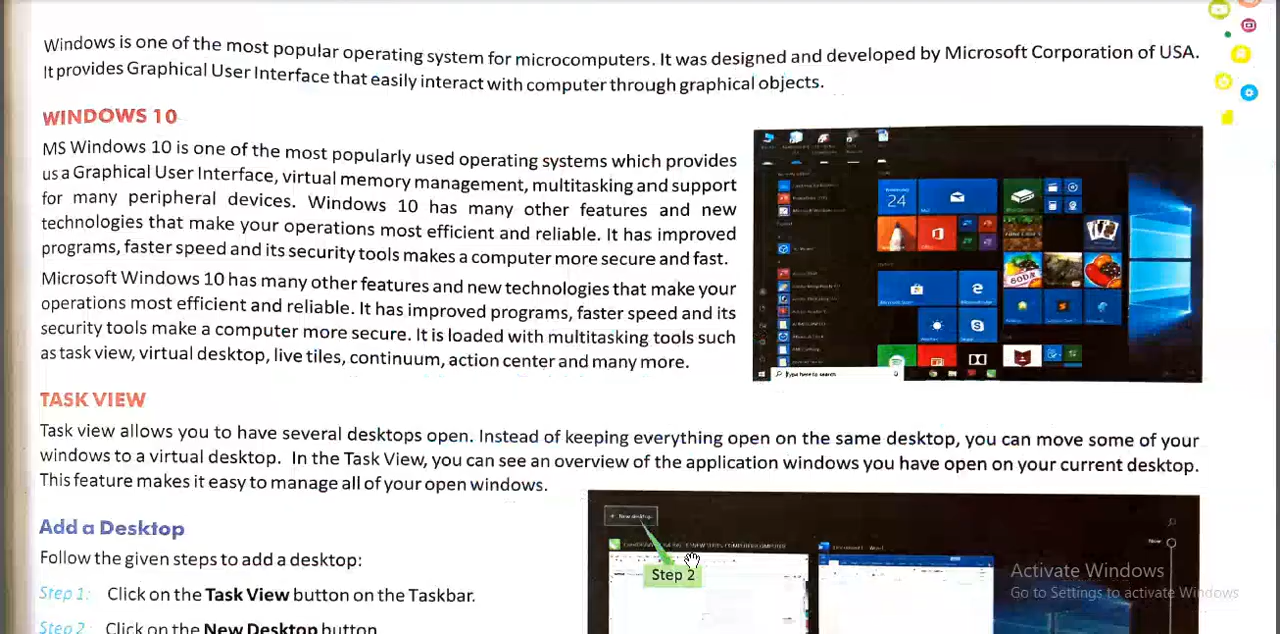 Windows is one of the most popular operating system for microcomputers. It was designed and developed by Microsoft Corporation of USA.
It provides Graphical User Interface that easily interact with computer through graphical objects.
WINDOWS 10
MS Windows 10 is one of the most popularly used operating systems which provides
us a Graphical User Interface, virtual memory management, multitasking and support
for many peripheral devices. Windows 10 has many other features and new
technologies that make your operations most efficient and reliable. It has improved
programs, faster speed and its security tools makes a computer more secure and fast.
Microsoft Windows 10 has many other features and new technologies that make your
operations most efficient and reliable. It has improved programs, faster speed and its
security tools make a computer more secure. It is loaded with multitasking tools such
as task view, virtual desktop, live tiles, continuum, action center and many more.
24
Type here to search
TASK VIEW
Task view allows you to have several desktops open. Instead of keeping everything open on the same desktop, you can move some of your
windows to a virtual desktop. In the Task View, you can see an overview of the application windows you have open on your current desktop.
This feature makes it easy to manage all of your open windows.
Add a Desktop
Follow the given steps to add a desktop:
Step 1: Click on the Task View button on the Taskbar.
Step 2: Click on the New Desktop button
+ New desktop
Step 2
Now
Activate Windows
Go to Settings to activate Windows